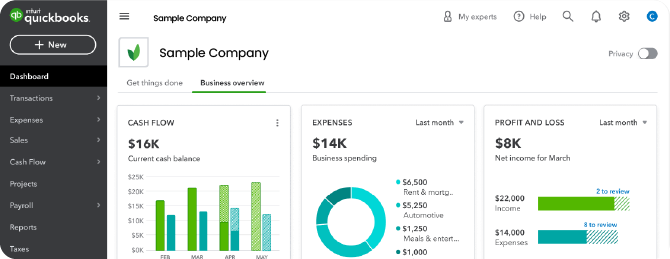 intuit
quickbooks.
+ New
Dashboard
Transactions
Expenses
Sales
Cash Flow
Projects
Payroll
Reports
Taxes
Sample Company
My experts
Help
C
Sample Company
Privacy
Get things done
Business overview
CASH FLOW
$16K
Current cash balance
$25K
$20K
$15K
$10K
$5K
$0K
FEB MAR APR MAY
EXPENSES
Last month
$14K
Business spending
$6,500
Rent & mortg..
$5,250
Automotive
$1,250
Meals & entert...
$1,000
PROFIT AND LOSS
Last month
$8K
Net income for March
2 to review
$22,000
Income
8 to review
$14,000
Expenses